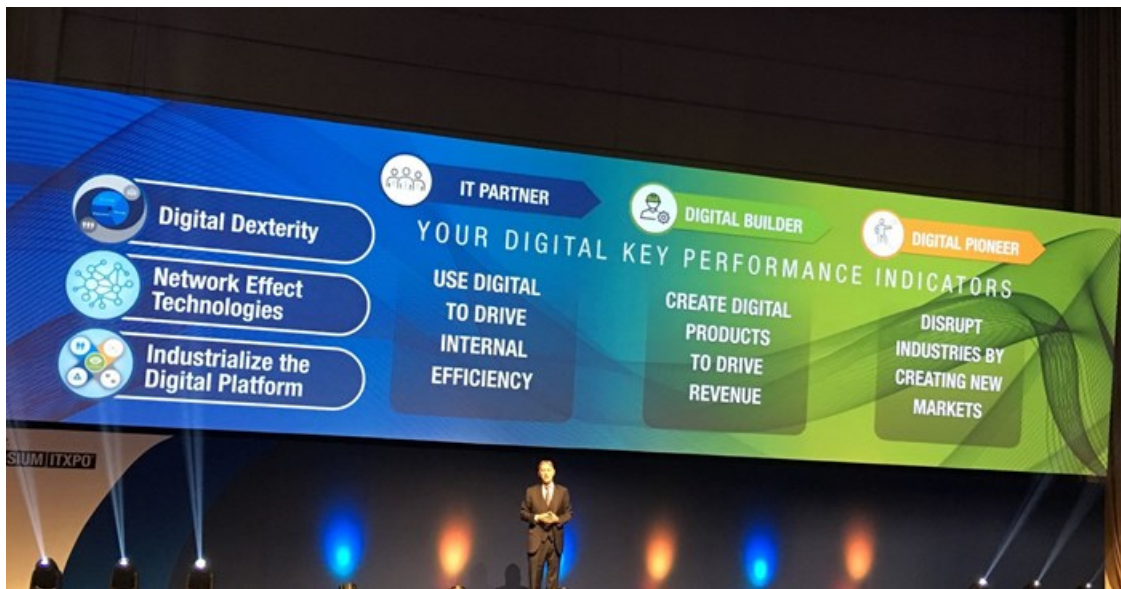 IT PARTNER
DIGITAL BUILDER
DIGITAL PIONEER
YOUR DIGITAL KEY PERFORMANCE INDICATORS
Digital Dexterity
Network Effect
Technologies
Industrialize the
Digital Platform
USE DIGITAL
TO DRIVE
INTERNAL
EFFICIENCY
CREATE DIGITAL
PRODUCTS
TO DRIVE
REVENUE
DISRUPT
INDUSTRIES BY
CREATING NEW
MARKETS
SIUM ITXPO